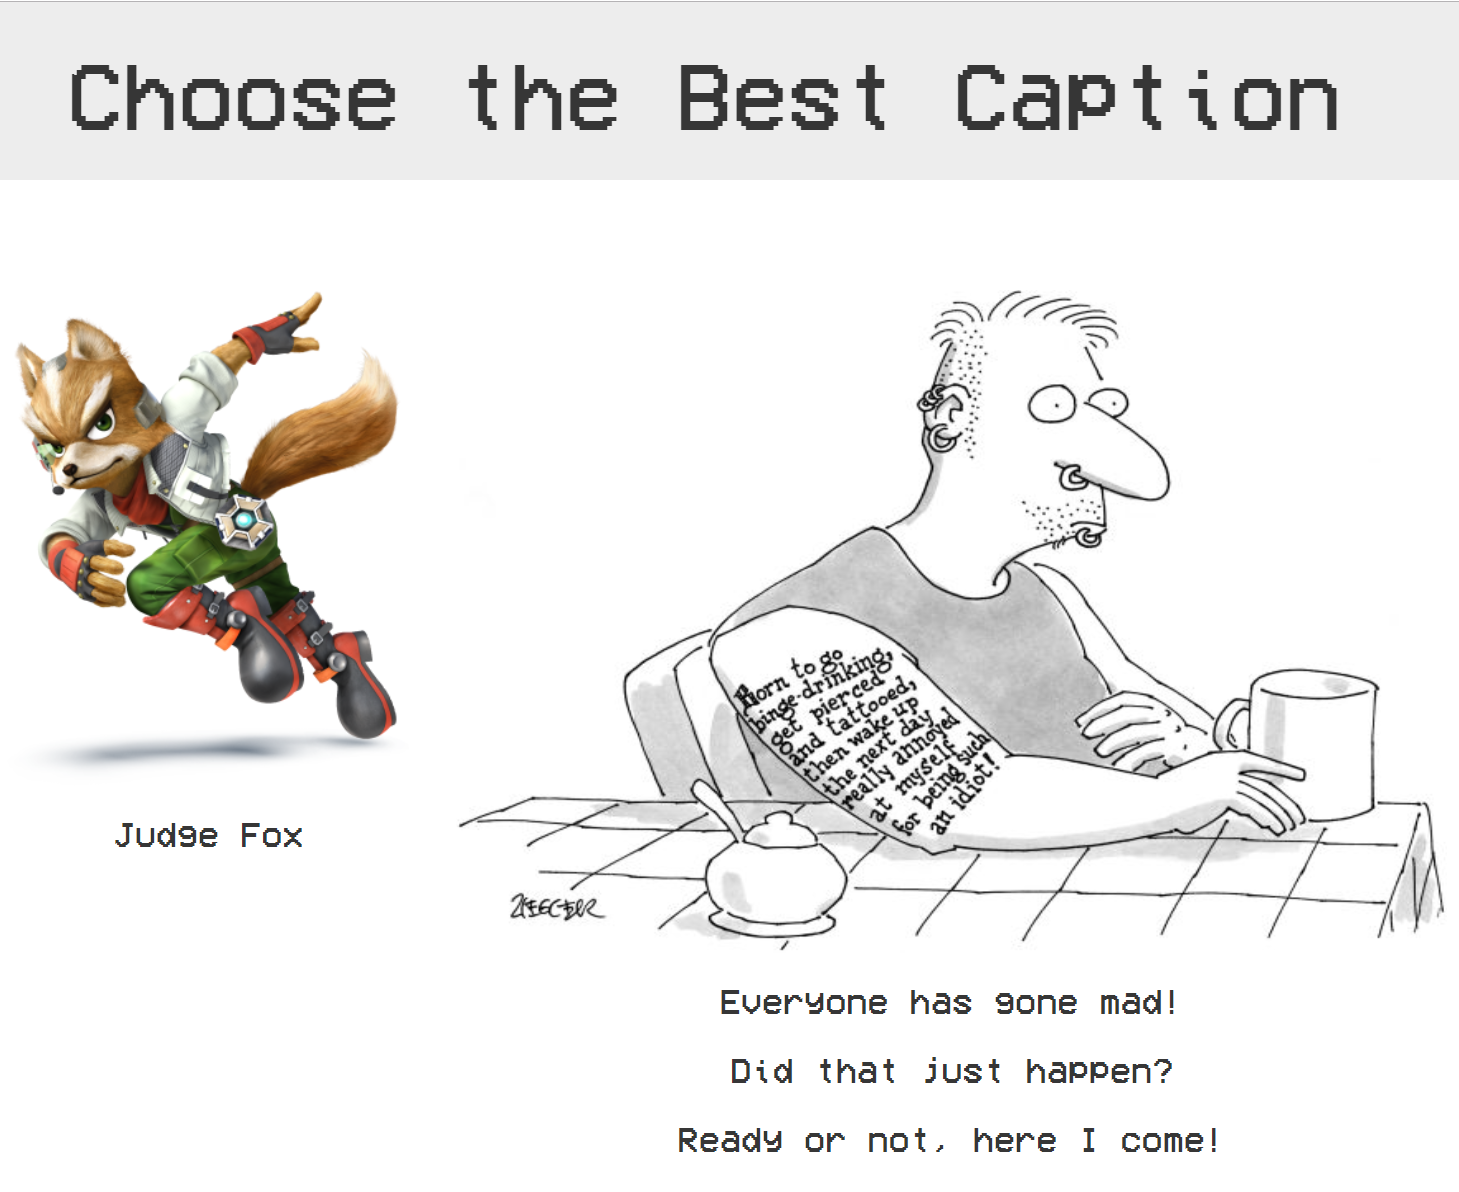 Choose the Best Caption
Judge Fox
Born to go
binge-drinking,
get pierced
and tattooed,
then wake up
the next day
really annoyed
at myself
for being such
an idiot!
ZIEGLER
Everyone has gone mad!
Did that just happen?
Ready or not, here I come!